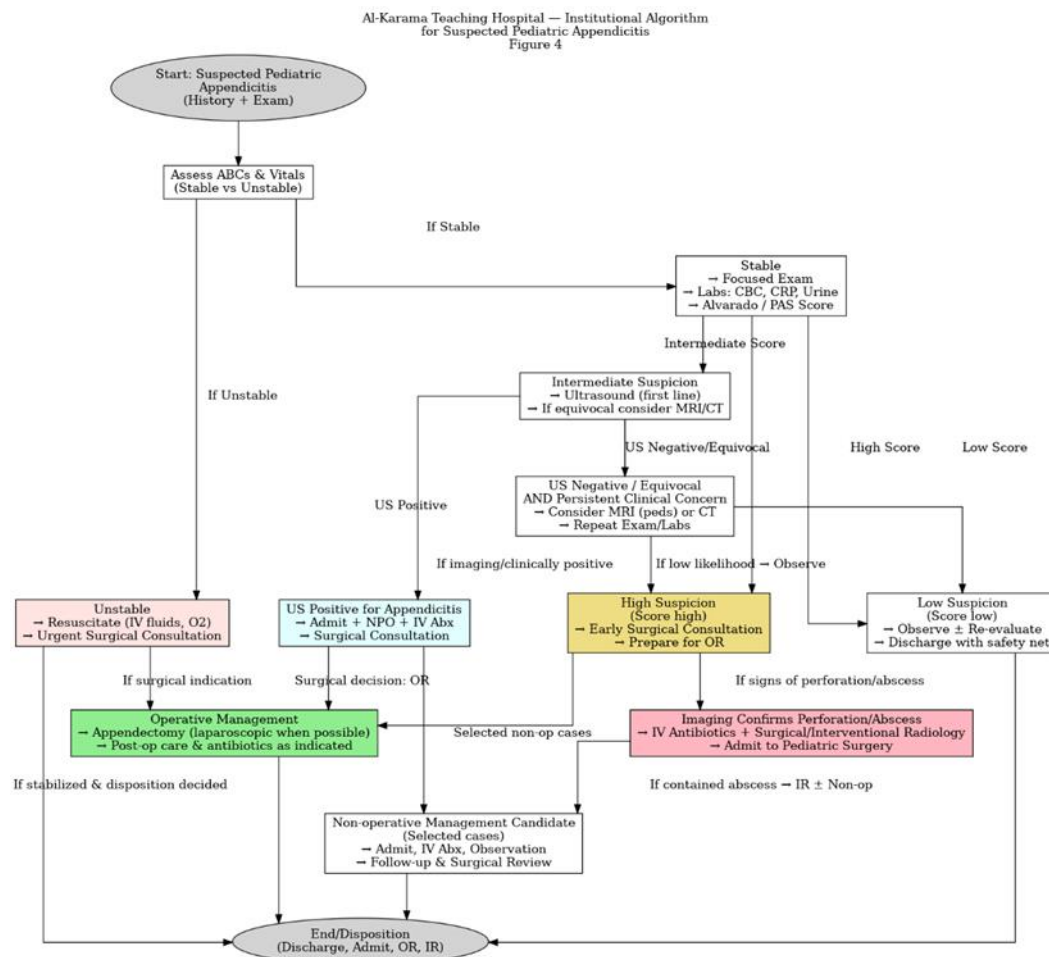 Al-Karama Teaching Hospital — Institutional Algorithm
for Suspected Pediatric Appendicitis
Figure 4
Start: Suspected Pediatric
Appendicitis
(History + Exam)
Assess ABCs & Vitals
(Stable vs Unstable)
If Stable
Stable
→ Focused Exam
→ Labs: CBC, CRP, Urine
→ Alvarado / PAS Score
Intermediate Score
If Unstable
Intermediate Suspicion
→ Ultrasound (first line)
→ If equivocal consider MRI/CT
US Negative/Equivocal
High Score
Low Score
US Positive
US Negative / Equivocal
AND Persistent Clinical Concern
→ Consider MRI (peds) or CT
→ Repeat Exam/Labs
If imaging/clinically positive
If low likelihood → Observe
Unstable
→ Resuscitate (IV fluids, O2)
→ Urgent Surgical Consultation
US Positive for Appendicitis
→ Admit + NPO + IV Abx
→ Surgical Consultation
High Suspicion
(Score high)
→ Early Surgical Consultation
→ Prepare for OR
Low Suspicion
(Score low)
→ Observe ± Re-evaluate
→ Discharge with safety net
If surgical indication
Surgical decision: OR
If signs of perforation/abscess
Operative Management
→ Appendectomy (laparoscopic when possible)
→ Post-op care & antibiotics as indicated
Selected non-op cases
Imaging Confirms Perforation/Abscess
→ IV Antibiotics + Surgical/Interventional Radiology
→ Admit to Pediatric Surgery
If stabilized & disposition decided
If contained abscess → IR ± Non-op
Non-operative Management Candidate
(Selected cases)
→ Admit, IV Abx, Observation
→ Follow-up & Surgical Review
End/Disposition
(Discharge, Admit, OR, IR)